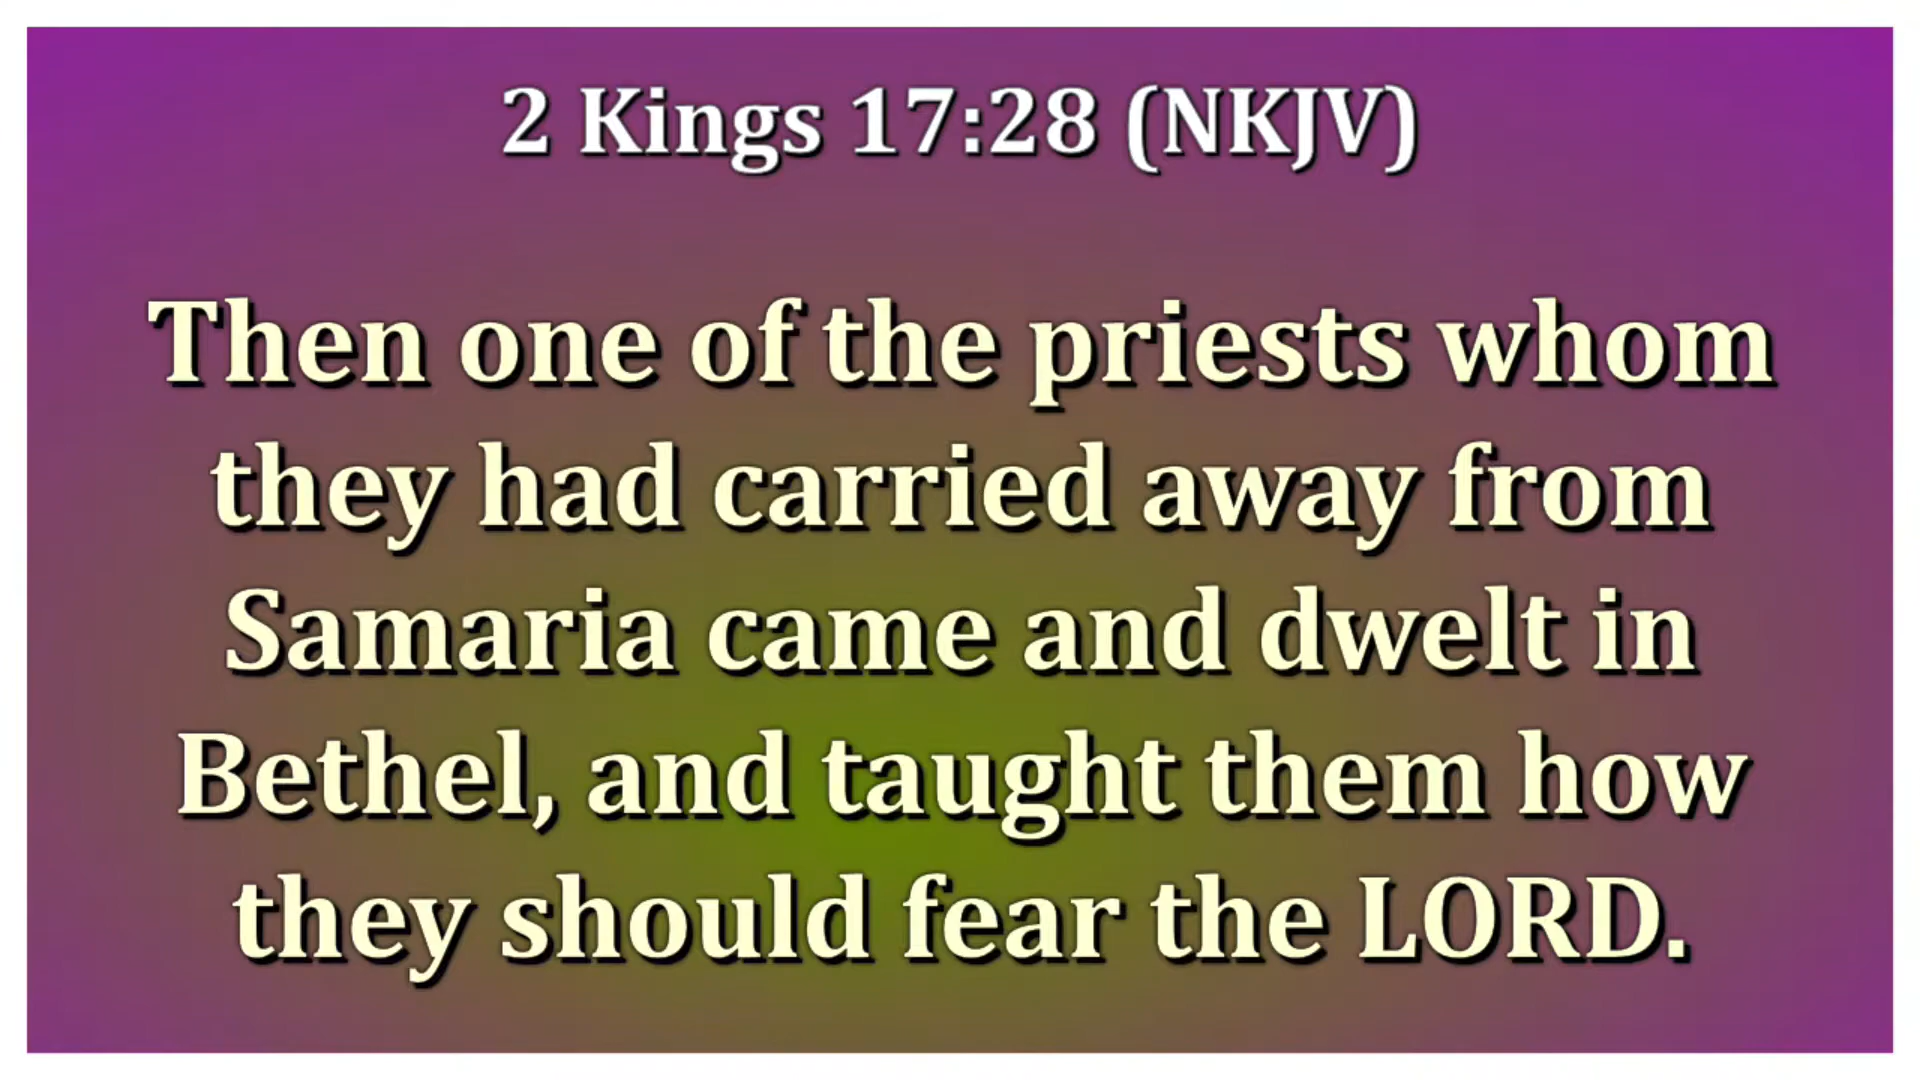 2 Kings 17:28 (NKJV)
Then one of the priests whom
they had carried away from
Samaria came and dwelt in
Bethel, and taught them how
they should fear the LORD.